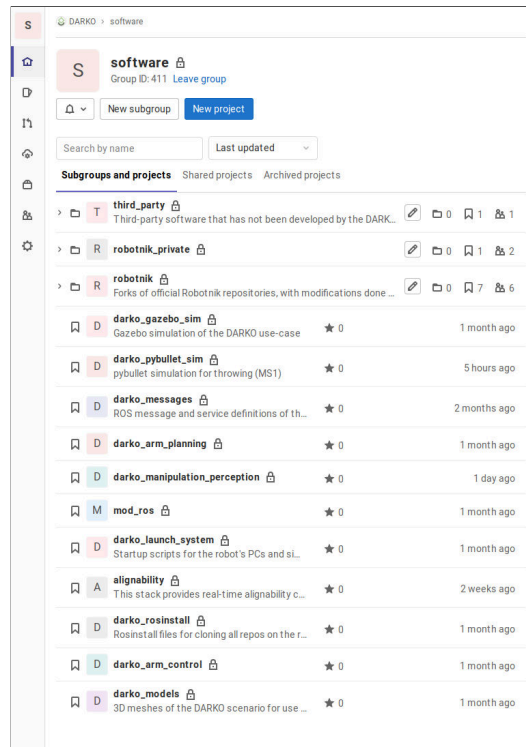 S
DARKO > software
S
software
Group ID: 411 Leave group
New subgroup
New project
Search by name
Last updated
Subgroups and projects Shared projects Archived projects
T
third_party
Third-party software that has not been developed by the DARK...
0 1 1
R
robotnik_private
0 1 2
R
robotnik
Forks of official Robotnik repositories, with modifications done ...
0 7 6
D
darko_gazebo_sim
Gazebo simulation of the DARKO use-case
0
1 month ago
D
darko_pybullet_sim
pybullet simulation for throwing (MS1)
0
5 hours ago
D
darko_messages
ROS message and service definitions of th...
0
2 months ago
D
darko_arm_planning
0
1 month ago
D
darko_manipulation_perception
0
1 day ago
M
mod_ros
0
1 month ago
D
darko_launch_system
Startup scripts for the robot's PCs and si...
0
1 month ago
A
alignability
This stack provides real-time alignability c...
0
2 weeks ago
D
darko_rosinstall
Rosinstall files for cloning all repos on the r...
0
1 month ago
D
darko_arm_control
0
1 month ago
D
darko_models
3D meshes of the DARKO scenario for use ...
0
1 month ago